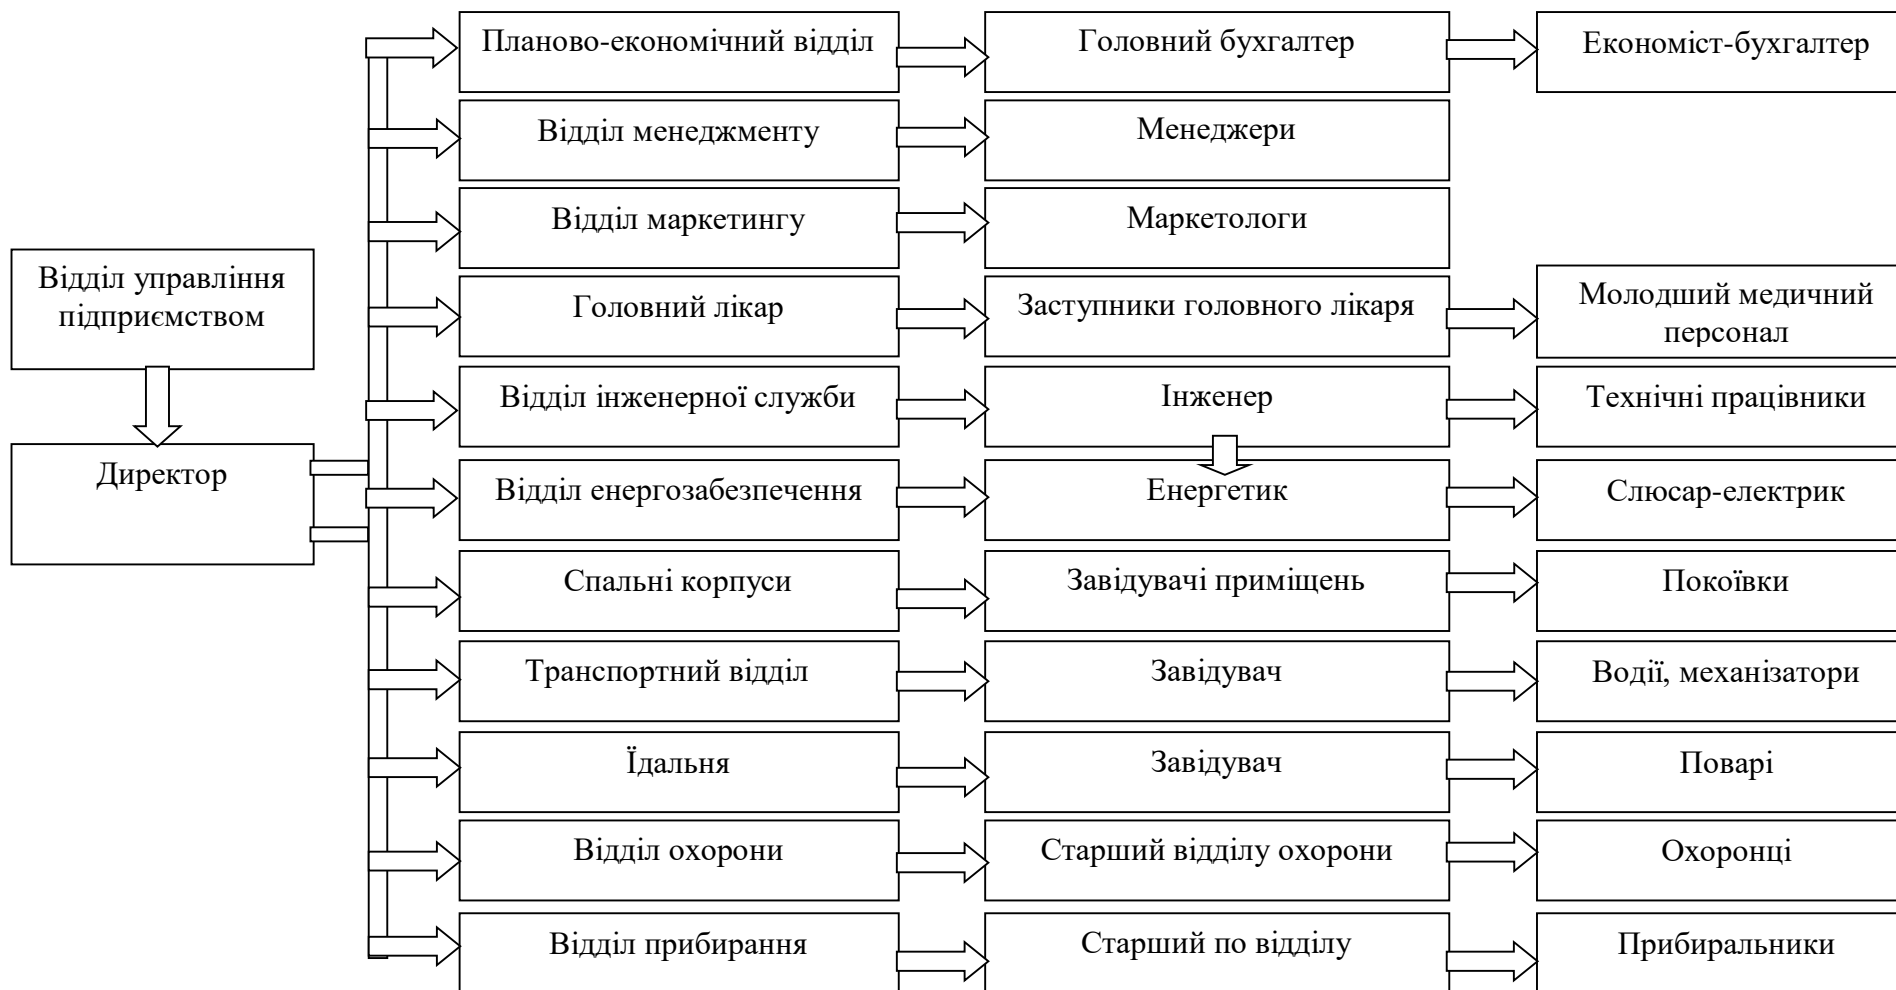 Планово-економічний відділ
Головний бухгалтер
Економіст-бухгалтер
Відділ менеджменту
Менеджери
Відділ маркетингу
Маркетологи
Відділ управління
підприємством
Головний лікар
Заступники головного лікаря
Молодший медичний
персонал
Відділ інженерної служби
Інженер
Технічні працівники
Директор
Відділ енергозабезпечення
Енергетик
Слюсар-електрик
Спальні корпуси
Завідувачі приміщень
Покоївки
Транспортний відділ
Завідувач
Водії, механізатори
Їдальня
Завідувач
Поварі
Відділ охорони
Старший відділу охорони
Охоронці
Відділ прибирання
Старший по відділу
Прибиральники